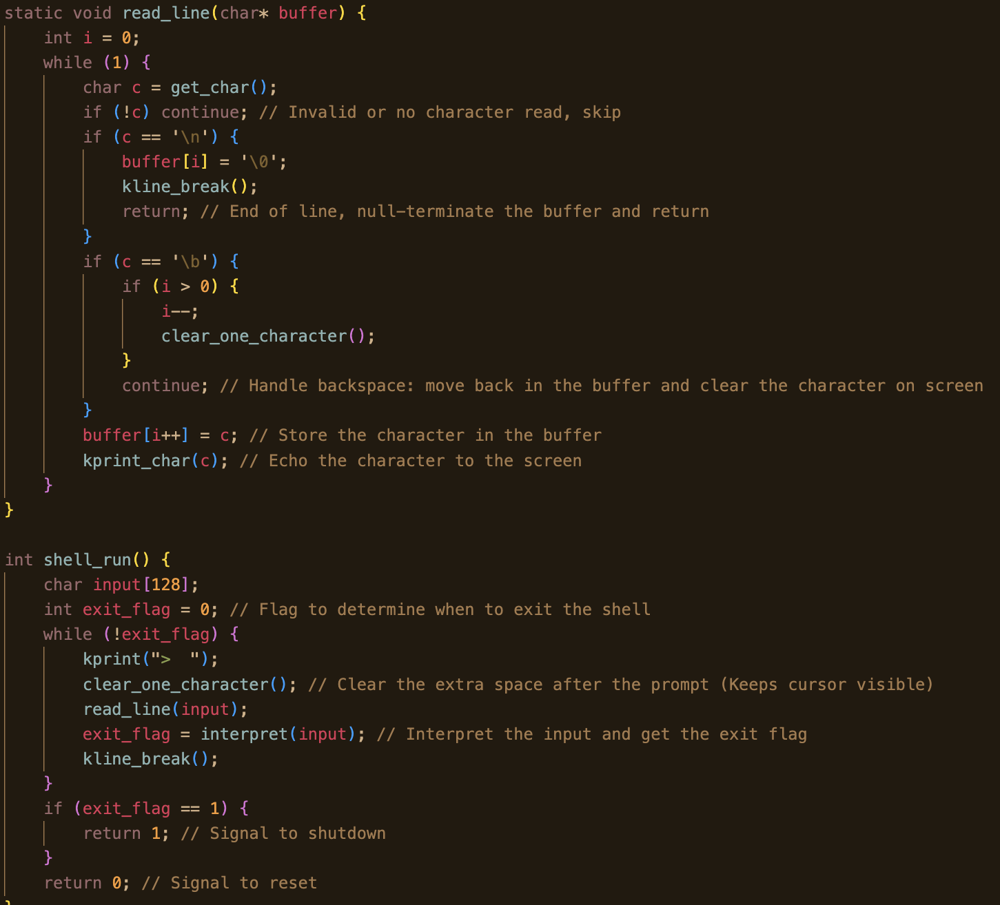 static void read_line(char* buffer) {
    int i = 0;
    while (1) {
        char c = get_char();
        if (!c) continue; // Invalid or no character read, skip
        if (c == '\n') {
            buffer[i] = '\0';
            kline_break();
            return; // End of line, null-terminate the buffer and return
        }
        if (c == '\b') {
            if (i > 0) {
                i--;
                clear_one_character();
            }
            continue; // Handle backspace: move back in the buffer and clear the character on screen
        }
        buffer[i++] = c; // Store the character in the buffer
        kprint_char(c); // Echo the character to the screen
    }
}

int shell_run() {
    char input[128];
    int exit_flag = 0; // Flag to determine when to exit the shell
    while (!exit_flag) {
        kprint(">  ");
        clear_one_character(); // Clear the extra space after the prompt (Keeps cursor visible)
        read_line(input);
        exit_flag = interpret(input); // Interpret the input and get the exit flag
        kline_break();
    }
    if (exit_flag == 1) {
        return 1; // Signal to shutdown
    }
    return 0; // Signal to reset
}